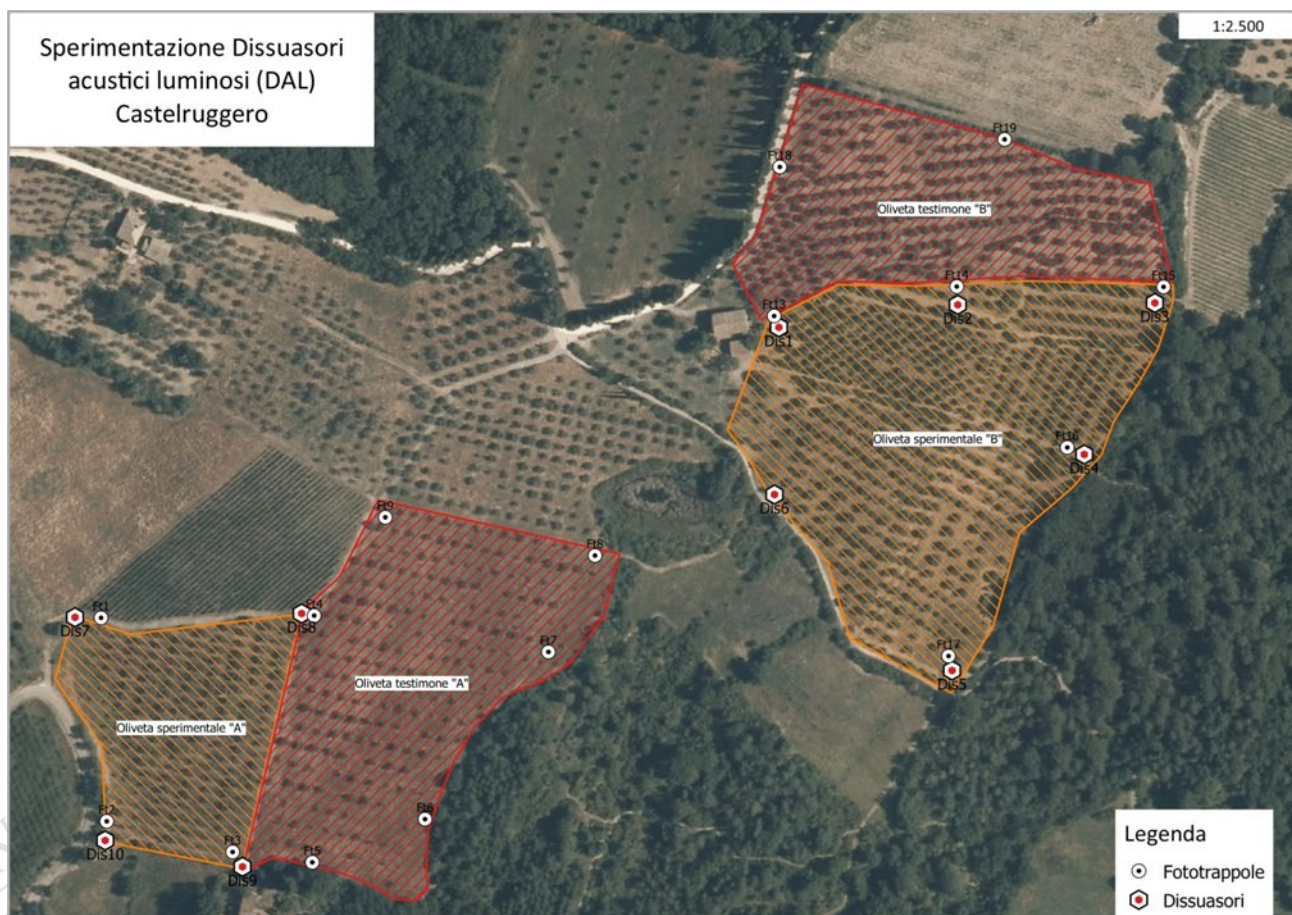 Sperimentazione Dissuasori
acustici luminosi (DAL)
Castelruggero
1:2.500
Ft19
Ft18
Oliveta testimone "B"
Ft14
Ft15
Ft13
Dis2
Dis3
Dis1
Oliveta sperimentale "B"
Ft16
Dis4
Dis6
Ft9
Ft8
Ft1
Ft4
Dis7
Dis8
Ft7
Ft12
Dis5
Oliveta testimone "A"
Oliveta sperimentale "A"
Ft2
Ft6
Dis10
Ft3
Ft5
Dis9
Legenda
Fototrappole
Dissuasori